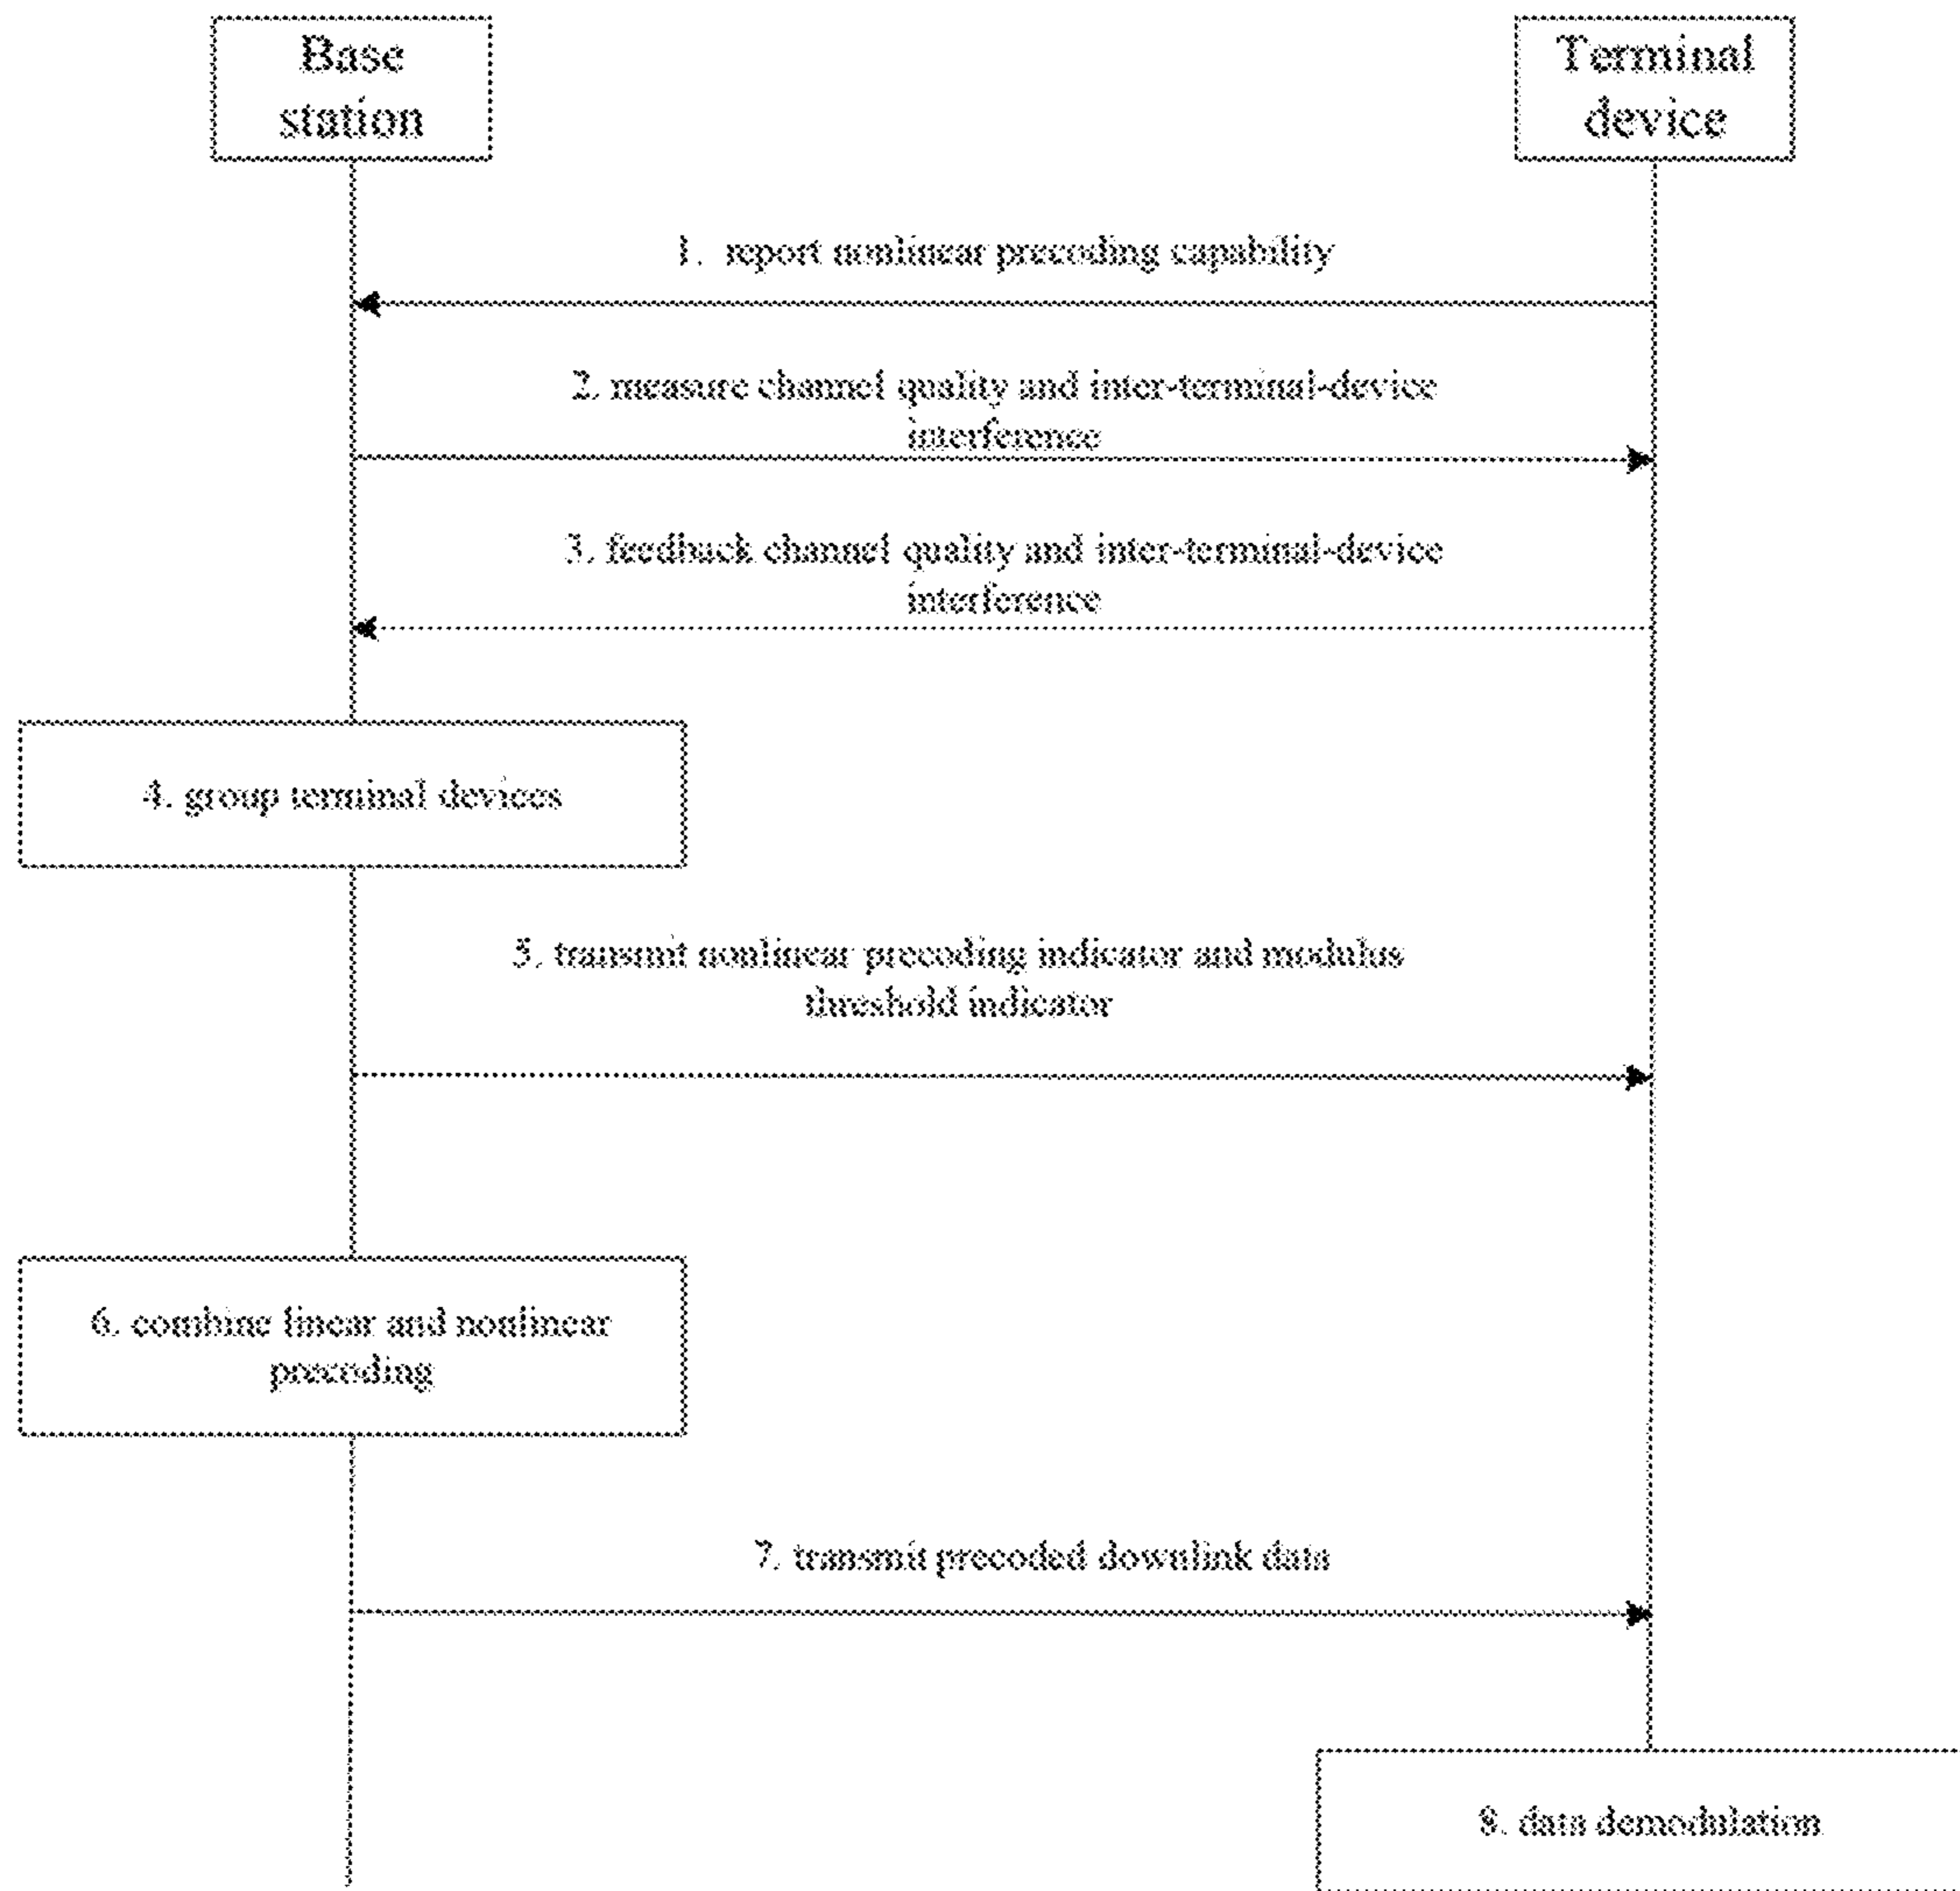 Base
station
Terminal
device
1. report nonlinear precoding capability
2. measure channel quality and inter-terminal-device
interference
3. feedback channel quality and inter-terminal-device
interference
4. group terminal devices
5. transmit nonlinear precoding indicator and modulus
threshold indicator
6. combine linear and nonlinear
precoding
7. transmit precoded downlink data
8. data demodulation